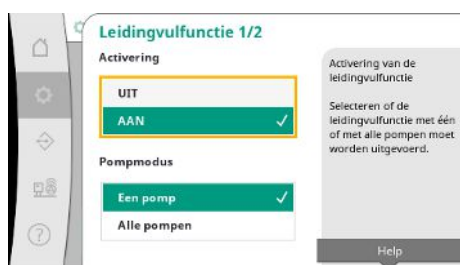 Leidingvulfunctie 1/2
Activering
UIT
AAN
Pompmodus
Een pomp
Alle pompen
Activering van de
leidingvulfunctie
Selecteren of de
leidingvulfunctie met één
of met alle pompen moet
worden uitgevoerd.
Help